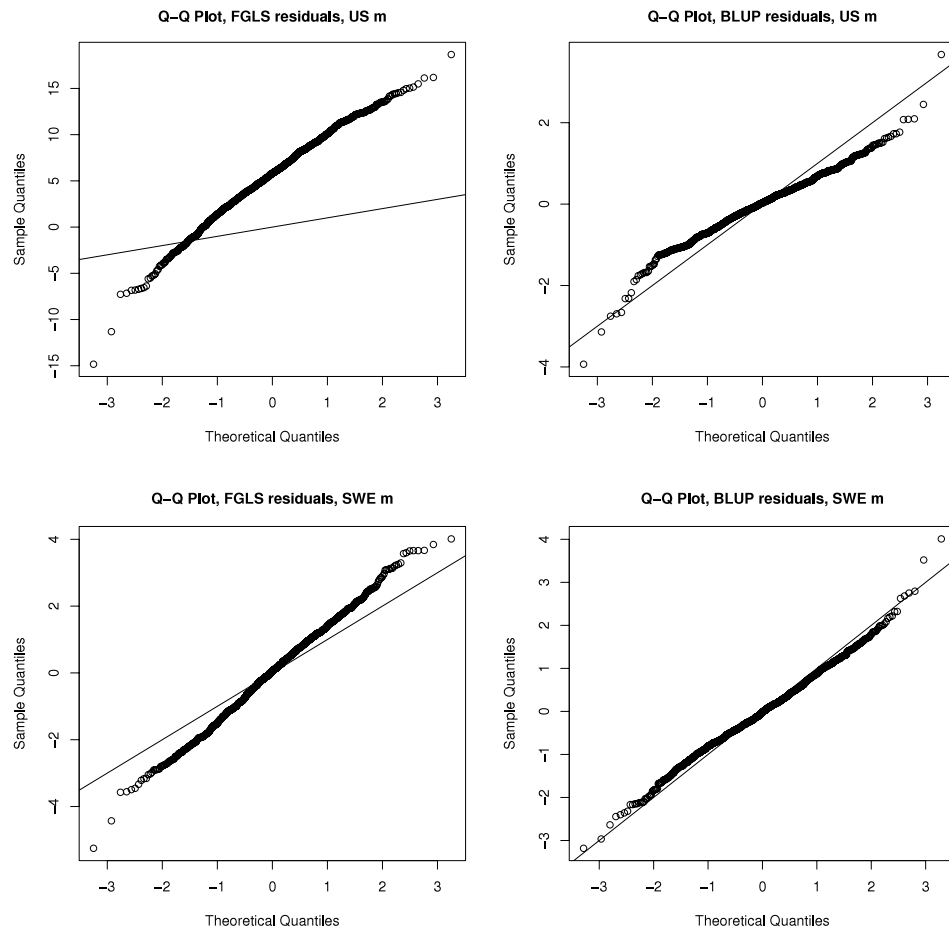 Q−Q Plot, FGLS residuals, US m
Sample Quantiles
15
10
5
0
−5
−10
−15
−3 −2 −1 0 1 2 3
Theoretical Quantiles
Q−Q Plot, BLUP residuals, US m
Sample Quantiles
2
0
−2
−4
−3 −2 −1 0 1 2 3
Theoretical Quantiles
Q−Q Plot, FGLS residuals, SWE m
Sample Quantiles
4
2
0
−2
−4
−3 −2 −1 0 1 2 3
Theoretical Quantiles
Q−Q Plot, BLUP residuals, SWE m
Sample Quantiles
4
3
2
1
0
−1
−2
−3
−3 −2 −1 0 1 2 3
Theoretical Quantiles